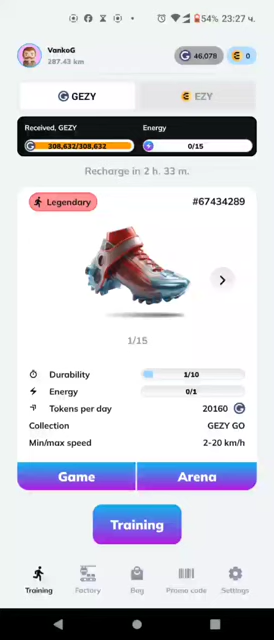 54% 23:27 ч.
VankoG
287.43 km
46,078
0
GEZY
EZY
Received, GEZY
Energy
308,632/308,632
0/15
Recharge in 2 h. 33 m.
Legendary
#67434289
1/15
Durability
1/10
Energy
0/1
Tokens per day
20160
Collection
GEZY GO
Min/max speed
2-20 km/h
Game
Arena
Training
Training
Factory
Bag
Promo code
Settings